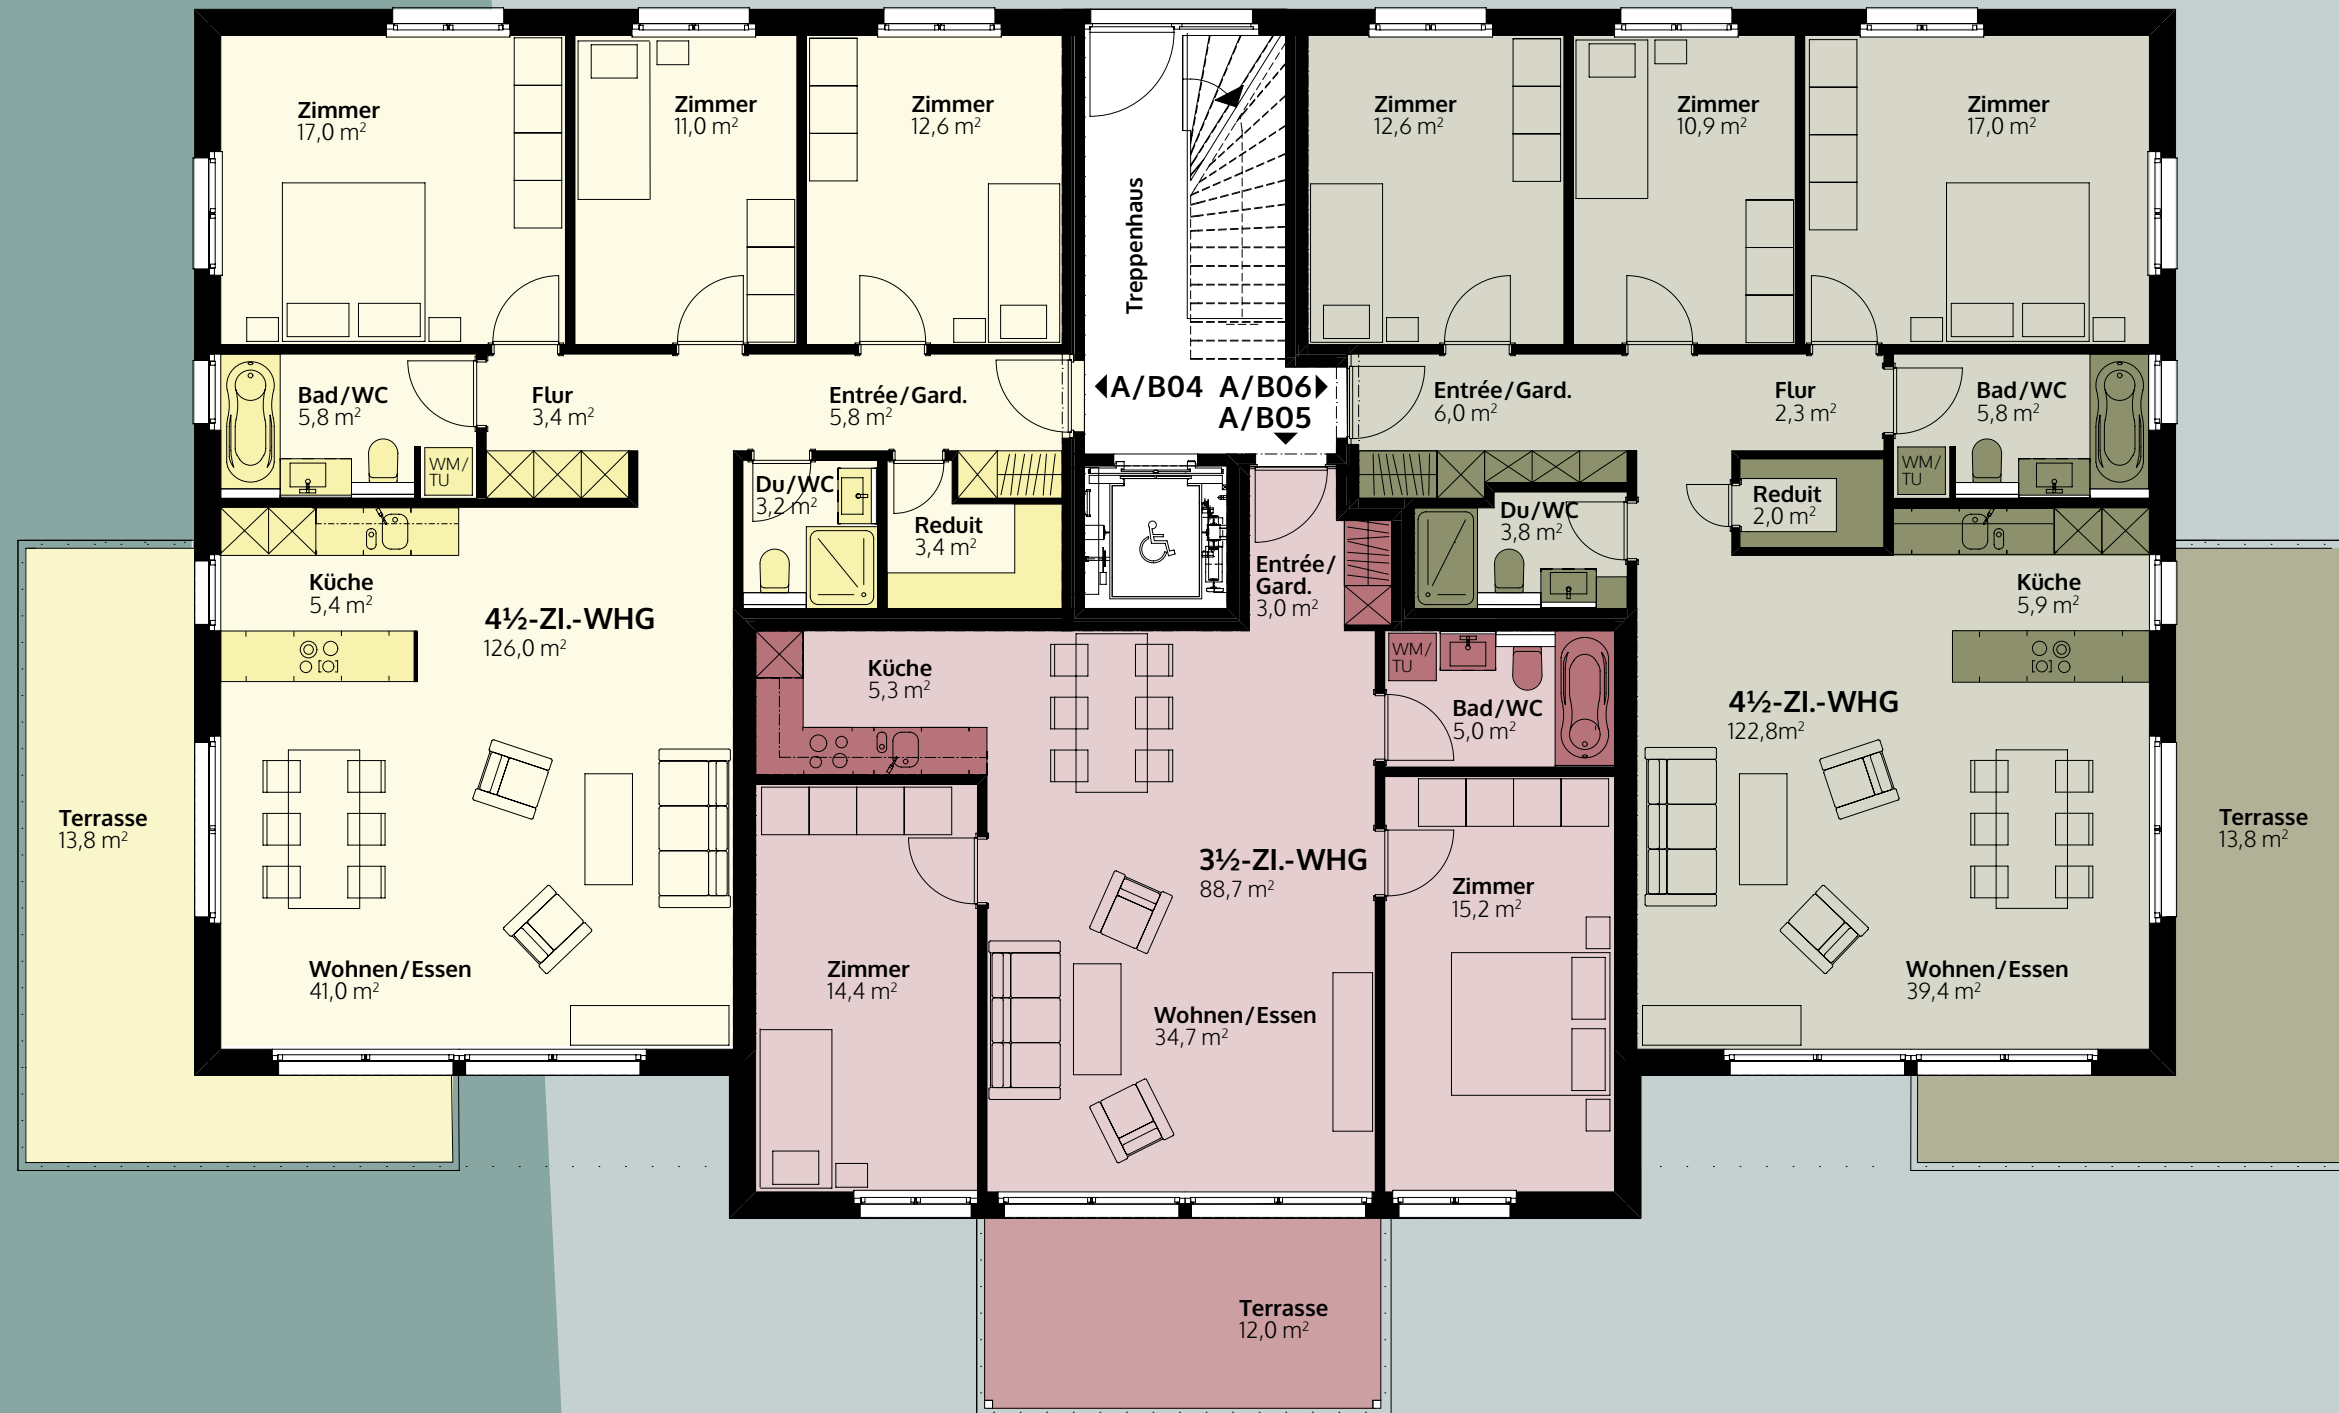 Zimmer
17,0 m²
Zimmer
11,0 m²
Zimmer
12,6 m²
Treppenhaus
Zimmer
12,6 m²
Zimmer
10,9 m²
Zimmer
17,0 m²
Bad/WC
5,8 m²
WM/
TU
Flur
3,4 m²
Entrée/Gard.
5,8 m²
A/B04 A/B06
A/B05
Entrée/Gard.
6,0 m²
Flur
2,3 m²
Bad/WC
5,8 m²
WM/
TU
Du/WC
3,2 m²
Reduit
3,4 m²
Du/WC
3,8 m²
Reduit
2,0 m²
Küche
5,4 m²
4½-ZI.-WHG
126,0 m²
Entrée/
Gard.
3,0 m²
Küche
5,9 m²
Küche
5,3 m²
WM/
TU
Bad/WC
5,0 m²
4½-ZI.-WHG
122,8m²
Terrasse
13,8 m²
3½-ZI.-WHG
88,7 m²
Zimmer
15,2 m²
Terrasse
13,8 m²
Wohnen/Essen
41,0 m²
Zimmer
14,4 m²
Wohnen/Essen
34,7 m²
Wohnen/Essen
39,4 m²
Terrasse
12,0 m²